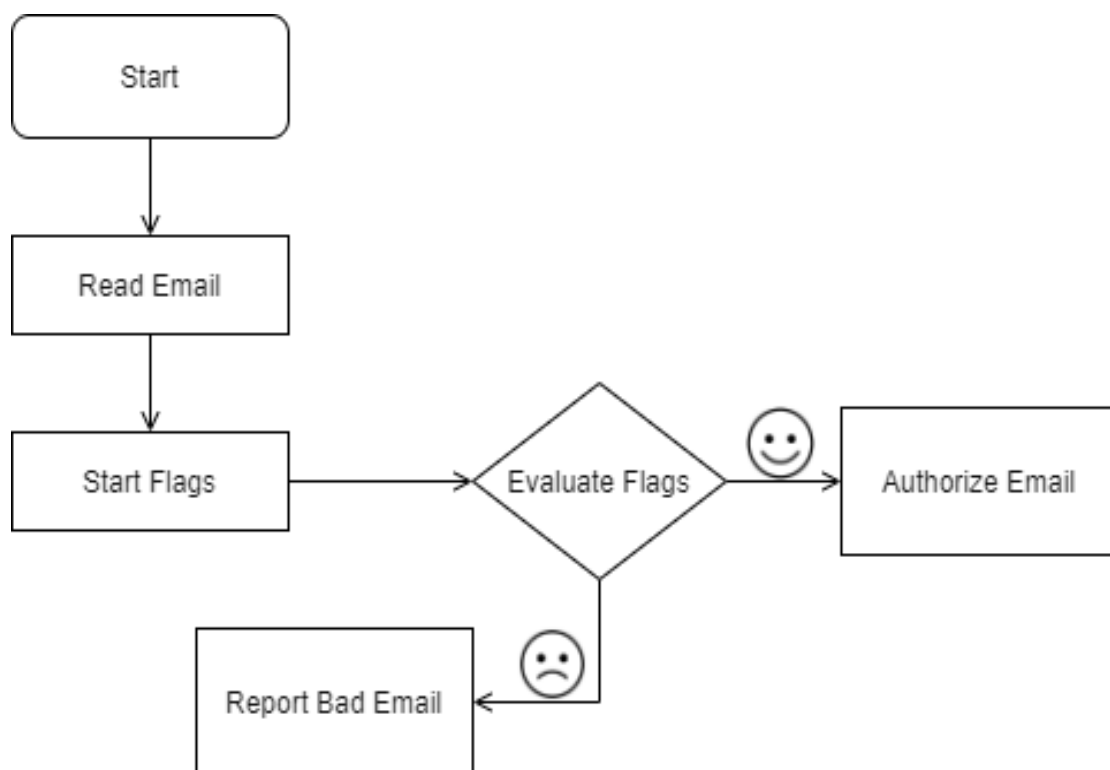 Start
Read Email
Start Flags
Evaluate Flags
Authorize Email
Report Bad Email